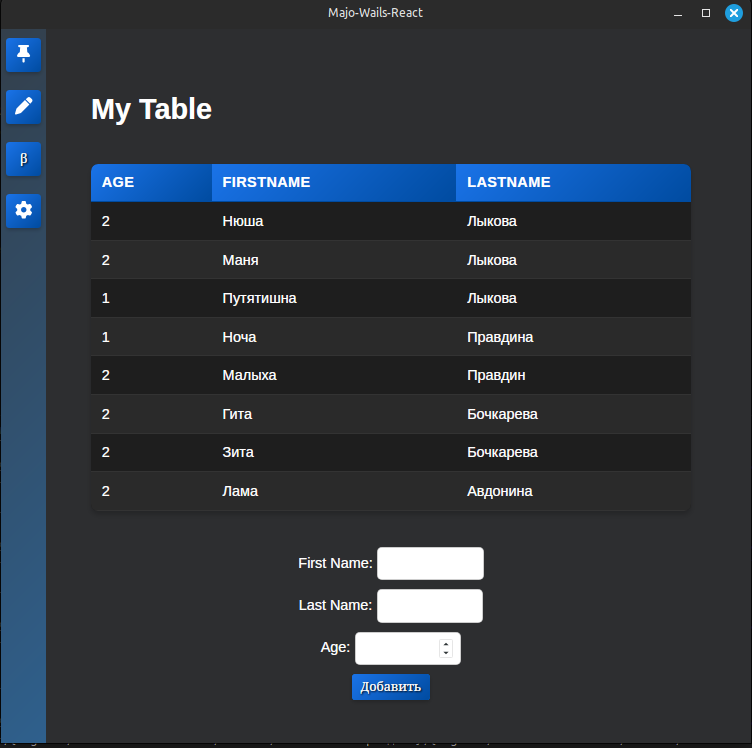 Majo-Wails-React
β
My Table
AGE FIRSTNAME LASTNAME
2 Нюша Лыкова
2 Маня Лыкова
1 Путятишна Лыкова
1 Ноча Правдина
2 Малыха Правдин
2 Гита Бочкарева
2 Зита Бочкарева
2 Лама Авдонина
First Name:
Last Name:
Age:
Добавить